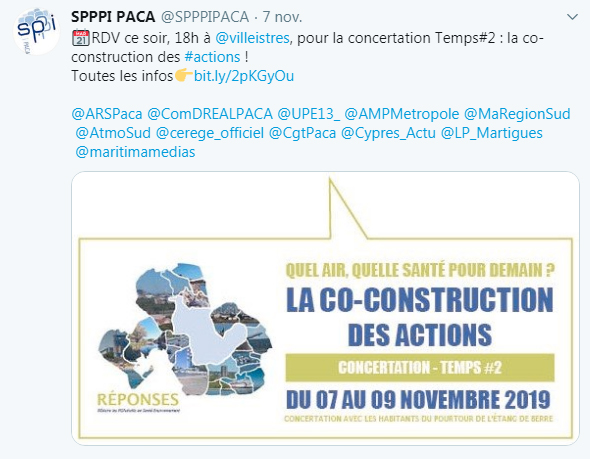 SPPPI PACA @SPPPIPACA · 7 nov.
RDV ce soir, 18h à @villeistres, pour la concertation Temps#2 : la co-
construction des #actions !
Toutes les infos👉bit.ly/2pKGyOu
@ARSPaca @ComDREALPACA @UPE13_ @AMPMetropole @MaRegionSud
@AtmoSud @cerege_officiel @CgtPaca @Cypres_Actu @LP_Martigues
@maritimamedias
QUEL AIR, QUELLE SANTÉ POUR DEMAIN ?
LA CO-CONSTRUCTION
DES ACTIONS
CONCERTATION - TEMPS #2
DU 07 AU 09 NOVEMBRE 2019
CONCERTATION AVEC LES HABITANTS DU POURTOUR DE L'ÉTANG DE BERRE
RÉPONSES